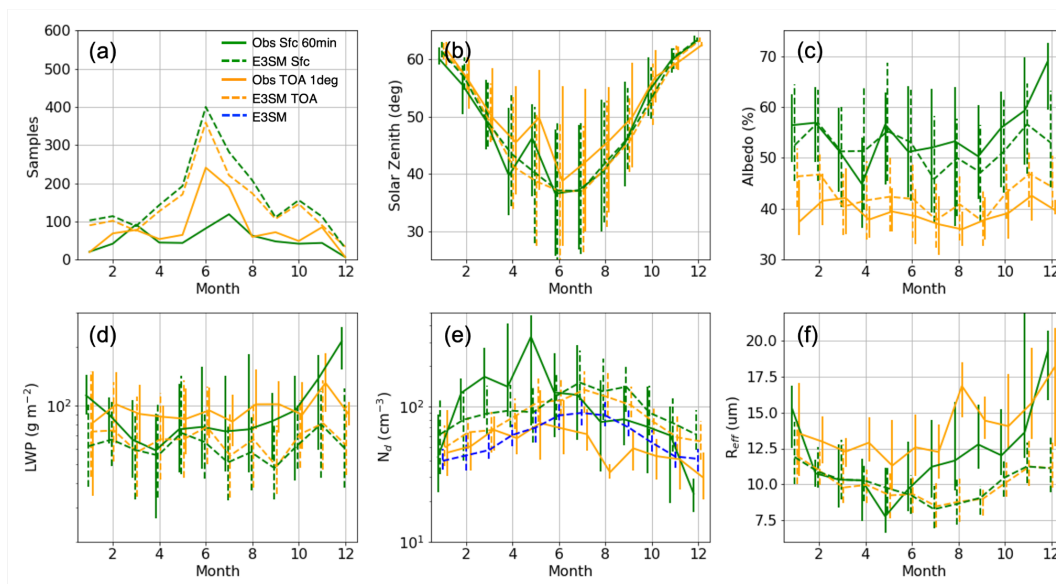 (a)
Obs Sfc 60min
E3SM Sfc
Obs TOA 1deg
E3SM TOA
E3SM
600
500
400
300
200
100
0
Samples
2 4 6 8 10 12
Month
(b)
60
50
40
30
Solar Zenith (deg)
2 4 6 8 10 12
Month
(c)
70
60
50
40
30
Albedo (%)
2 4 6 8 10 12
Month
(d)
10²
LWP (g m⁻²)
2 4 6 8 10 12
Month
(e)
10²
10¹
N_d (cm⁻³)
2 4 6 8 10 12
Month
(f)
20.0
17.5
15.0
12.5
10.0
7.5
R_eff (um)
2 4 6 8 10 12
Month